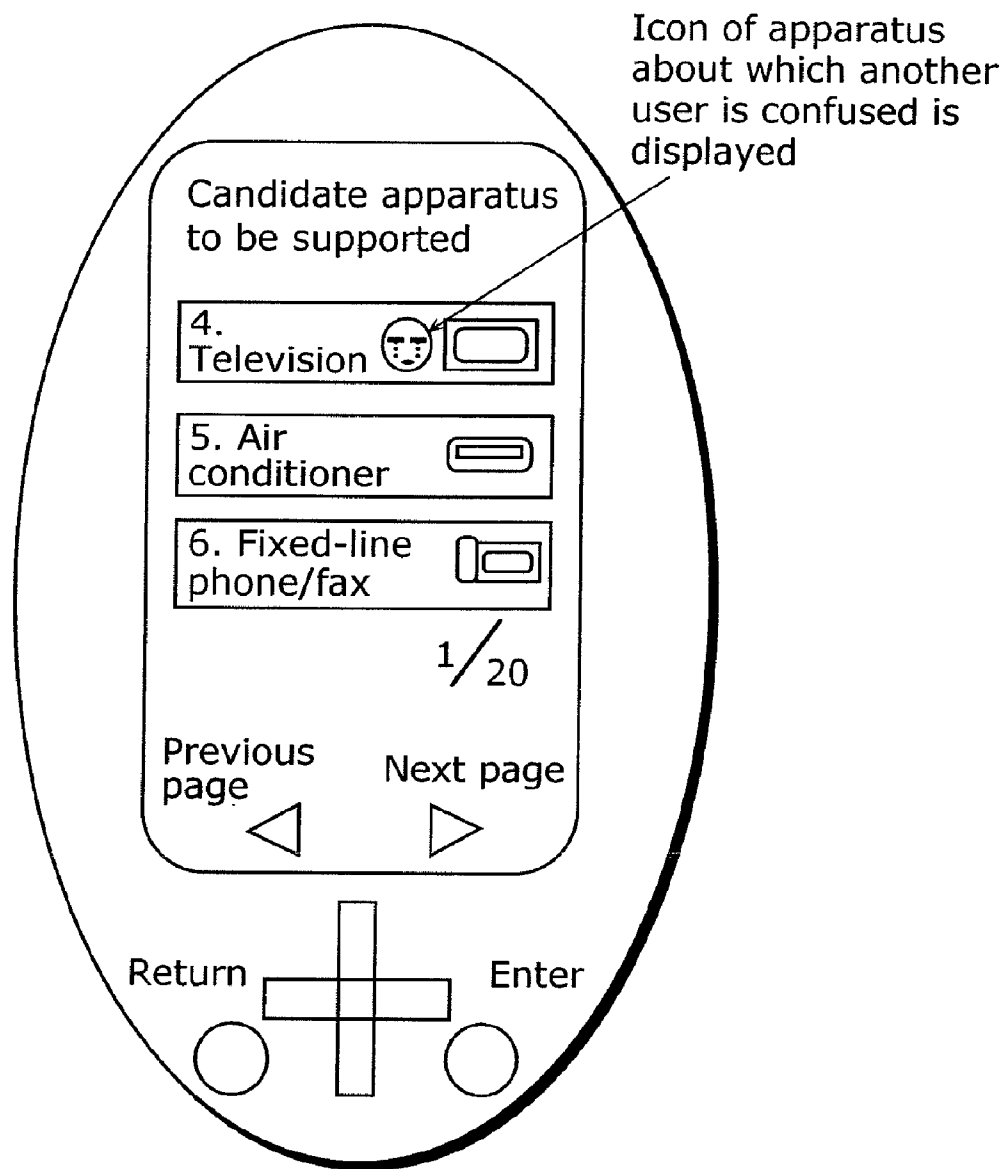 Icon of apparatus
about which another
user is confused is
displayed
Candidate apparatus
to be supported
4.
Television
5. Air
conditioner
6. Fixed-line
phone/fax
1/20
Previous
page
Next page
Return
Enter